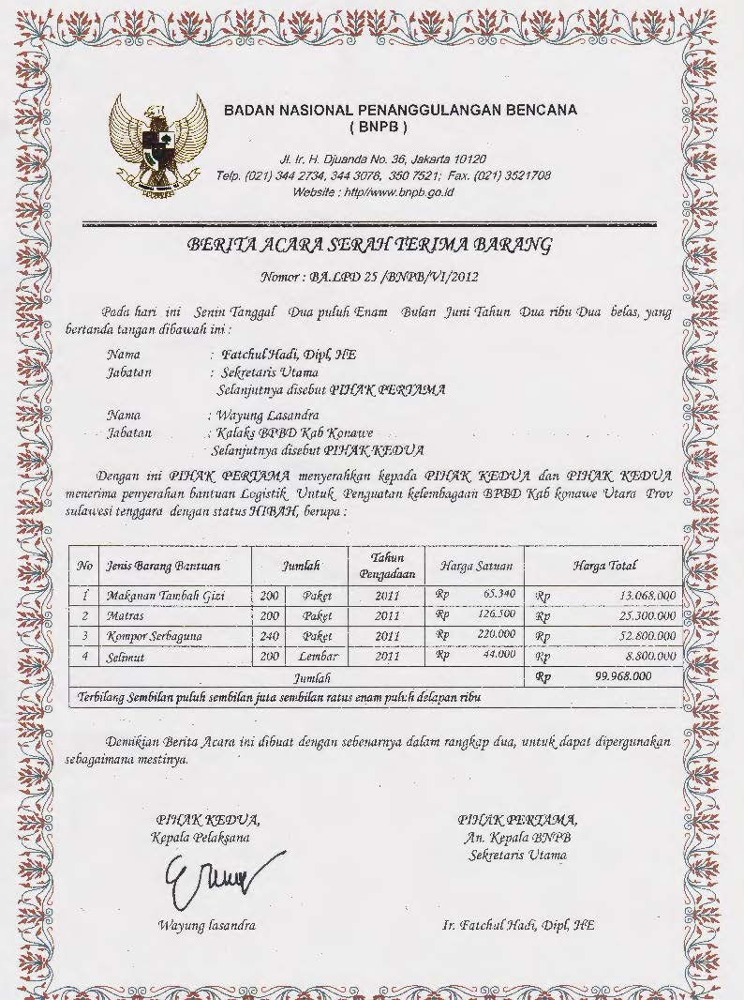 BADAN NASIONAL PENANGGULANGAN BENCANA
( BNPB )
Jl. Ir. H. Djuanda No. 36, Jakarta 10120
Telp. (021) 344 2734, 344 3078, 350 7521; Fax. (021) 3521708
Website : http//www.bnpb.go.id
BERITA ACARA SERAH TERIMA BARANG
Nomor : BA.LPD 25 /BNPB/VI/2012
Pada hari ini Senin Tanggal Dua puluh Enam Bulan Juni Tahun Dua ribu Dua belas, yang
bertanda tangan dibawah ini :
Nama : Fatchul Hadi, Dipl, HE
Jabatan : Sekretaris Utama
Selanjutnya disebut PIHAK PERTAMA
Nama : Wayung Lasandra
Jabatan : Kalaks BPBD Kab Konawe
Selanjutnya disebut PIHAK KEDUA
Dengan ini PIHAK PERTAMA menyerahkan kepada PIHAK KEDUA dan PIHAK KEDUA
menerima penyerahan bantuan Logistik Untuk Penguatan kelembagaan BPBD Kab konawe Utara Prov
sulawesi tenggara dengan status HIBAH, berupa :
No Jenis Barang Bantuan Jumlah Tahun Pengadaan Harga Satuan Harga Total
1 Makanan Tambah Gizi 200 Paket 2011 Rp 65.340 Rp 13.068.000
2 Matras 200 Paket 2011 Rp 126.500 Rp 25.300.000
3 Kompor Serbaguna 240 Paket 2011 Rp 220.000 Rp 52.800.000
4 Selimut 200 Lembar 2011 Rp 44.000 Rp 8.800.000
Jumlah Rp 99.968.000
Terbilang Sembilan puluh sembilan juta sembilan ratus enam puluh delapan ribu
Demikian Berita Acara ini dibuat dengan sebenarnya dalam rangkap dua, untuk dapat dipergunakan
sebagaimana mestinya.
PIHAK KEDUA,
Kepala Pelaksana
Wayung lasandra
PIHAK PERTAMA,
An. Kepala BNPB
Sekretaris Utama
Ir. Fatchul Hadi, Dipl, HE